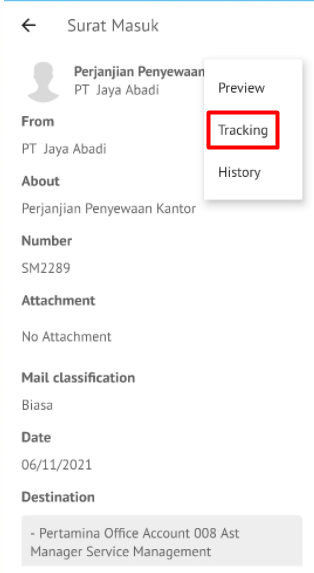 Surat Masuk
Perjanjian Penyewaan
PT Jaya Abadi
Preview
Tracking
History
From
PT Jaya Abadi
About
Perjanjian Penyewaan Kantor
Number
SM2289
Attachment
No Attachment
Mail classification
Biasa
Date
06/11/2021
Destination
- Pertamina Office Account 008 Ast
Manager Service Management